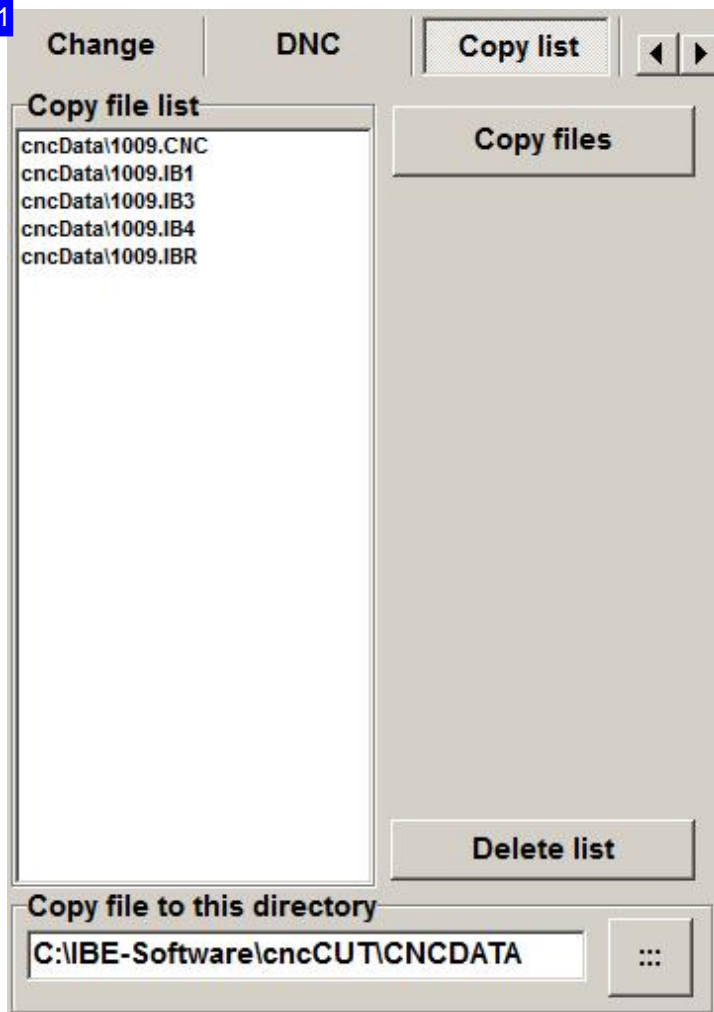 1
Change DNC Copy list
Copy file list
Copy files
cncData\1009.CNC
cncData\1009.IB1
cncData\1009.IB3
cncData\1009.IB4
cncData\1009.IBR
Delete list
Copy file to this directory
C:\IBE-Software\cncCUT\CNCDATA :::